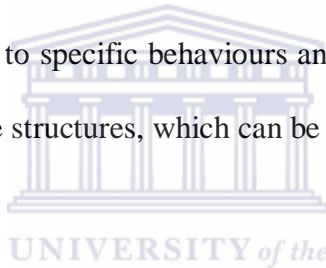 to specific behaviours an
structures, which can be
UNIVERSITY of the